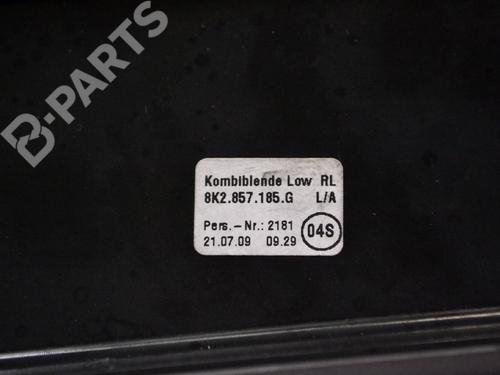 B-PARTS
Kombiblende Low RL
8K2.857.185.G L/A
Pers.-Nr.: 2181
21.07.09 09.29 04S